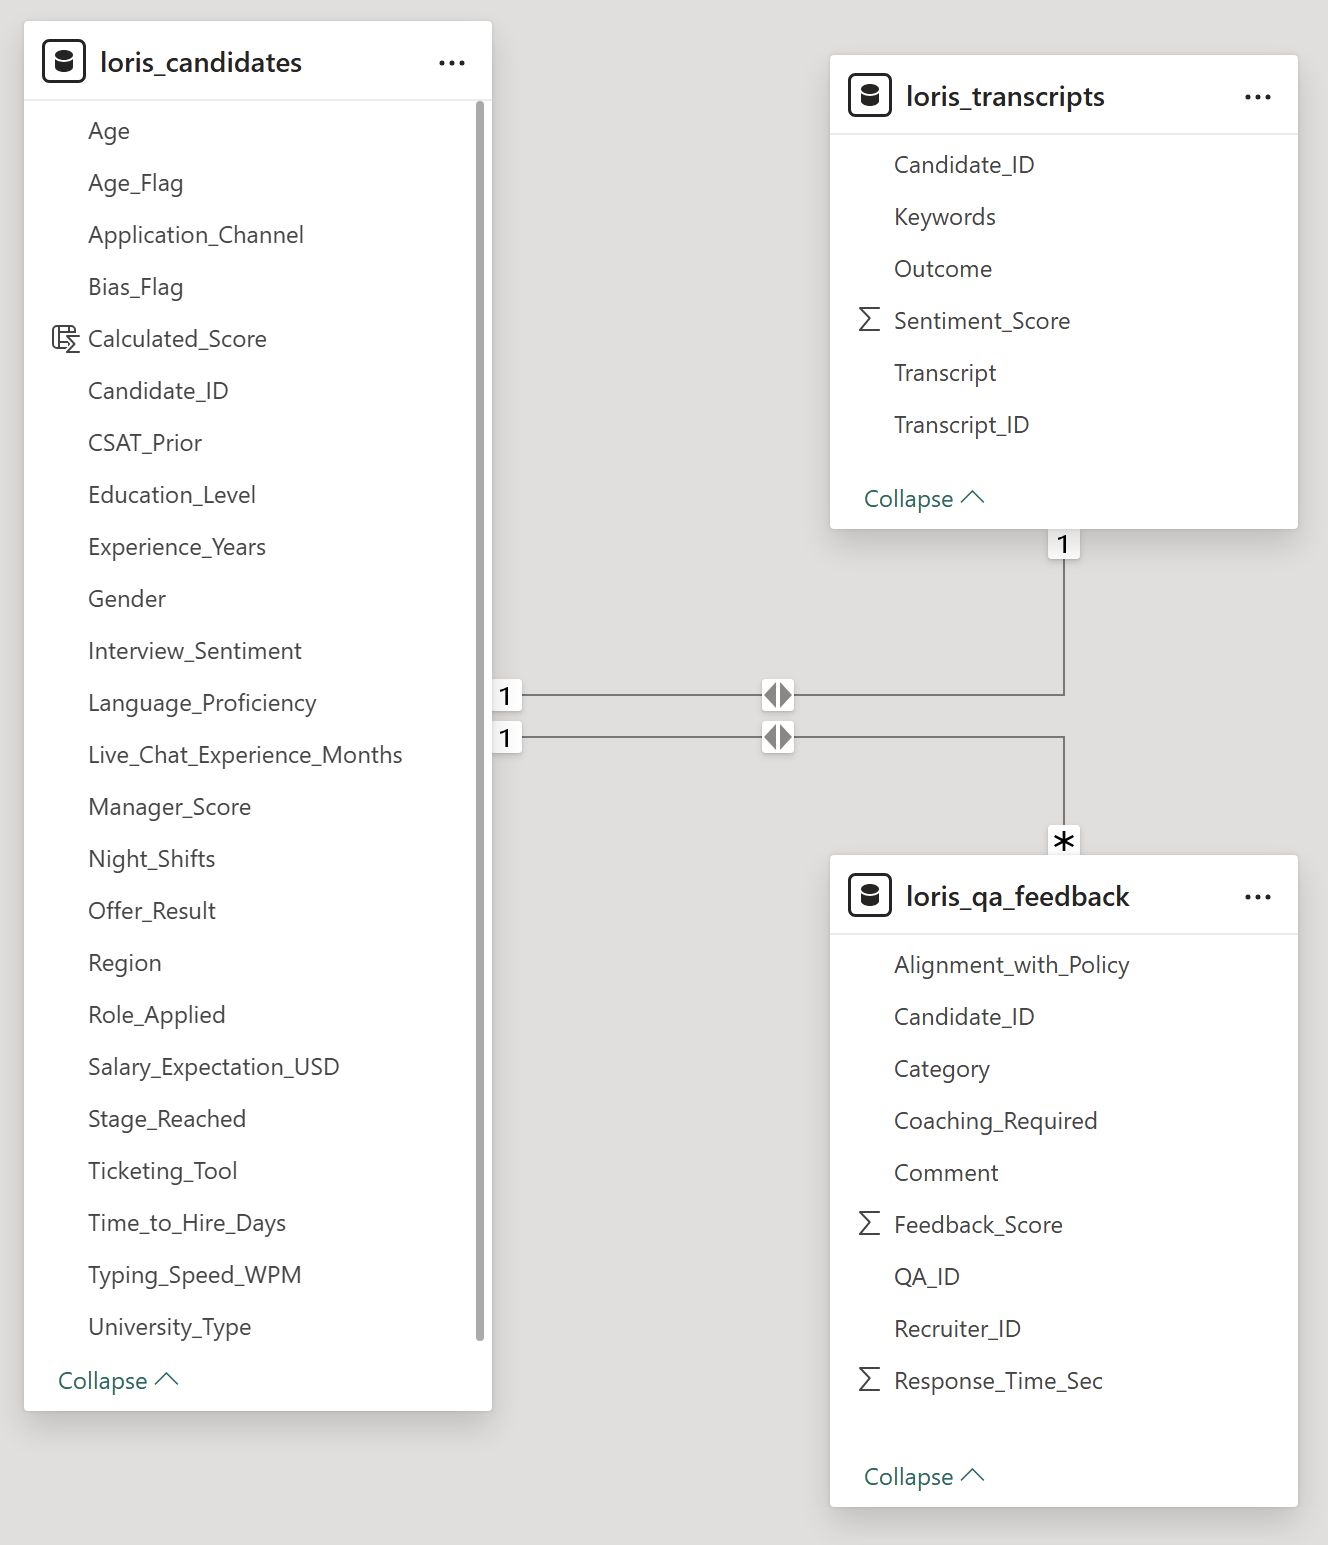 loris_candidates
Age
Age_Flag
Application_Channel
Bias_Flag
Calculated_Score
Candidate_ID
CSAT_Prior
Education_Level
Experience_Years
Gender
Interview_Sentiment
Language_Proficiency
Live_Chat_Experience_Months
Manager_Score
Night_Shifts
Offer_Result
Region
Role_Applied
Salary_Expectation_USD
Stage_Reached
Ticketing_Tool
Time_to_Hire_Days
Typing_Speed_WPM
University_Type
Collapse
1
1
loris_transcripts
Candidate_ID
Keywords
Outcome
Sentiment_Score
Transcript
Transcript_ID
Collapse
1
*
loris_qa_feedback
Alignment_with_Policy
Candidate_ID
Category
Coaching_Required
Comment
Feedback_Score
QA_ID
Recruiter_ID
Response_Time_Sec
Collapse